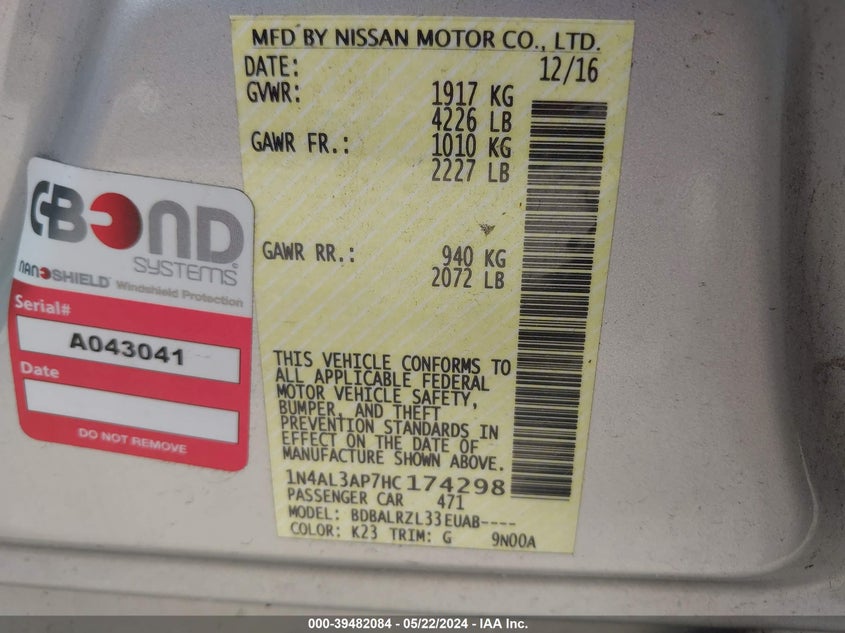 MFD BY NISSAN MOTOR CO., LTD.
DATE: 12/16
GVWR: 1917 KG
4226 LB
GAWR FR.: 1010 KG
2227 LB
GAWR RR.: 940 KG
2072 LB
THIS VEHICLE CONFORMS TO
ALL APPLICABLE FEDERAL
MOTOR VEHICLE SAFETY,
BUMPER, AND THEFT
PREVENTION STANDARDS IN
EFFECT ON THE DATE OF
MANUFACTURE SHOWN ABOVE.
1N4AL3AP7HC174298
PASSENGER CAR 471
MODEL: BDBALRZL33EUAB----
COLOR: K23 TRIM: G 9N00A
CBOND
SYSTEMS
NANOSHIELD Windshield Protection
Serial#
A043041
Date
DO NOT REMOVE
000-39482084 - 05/22/2024 - IAA Inc.